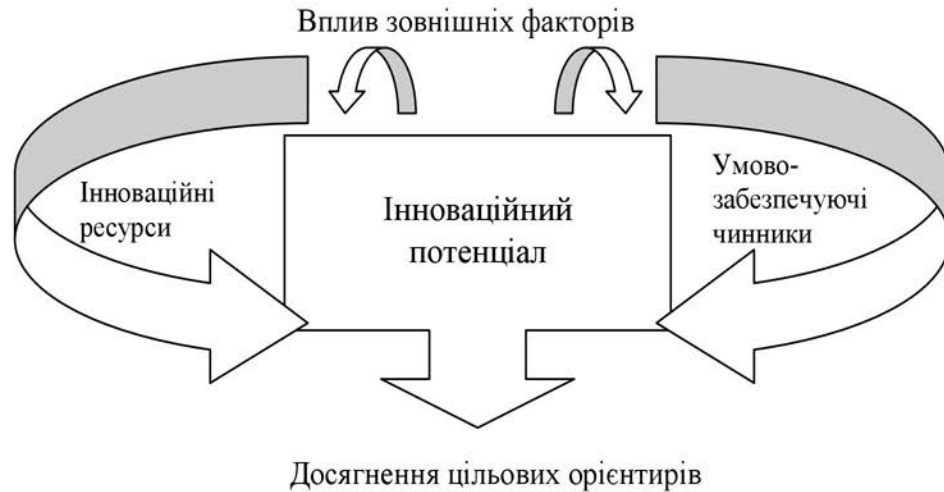 Вплив зовнішніх факторів
Інноваційні
ресурси
Інноваційний
потенціал
Умово-
забезпечуючі
чинники
Досягнення цільових орієнтирів